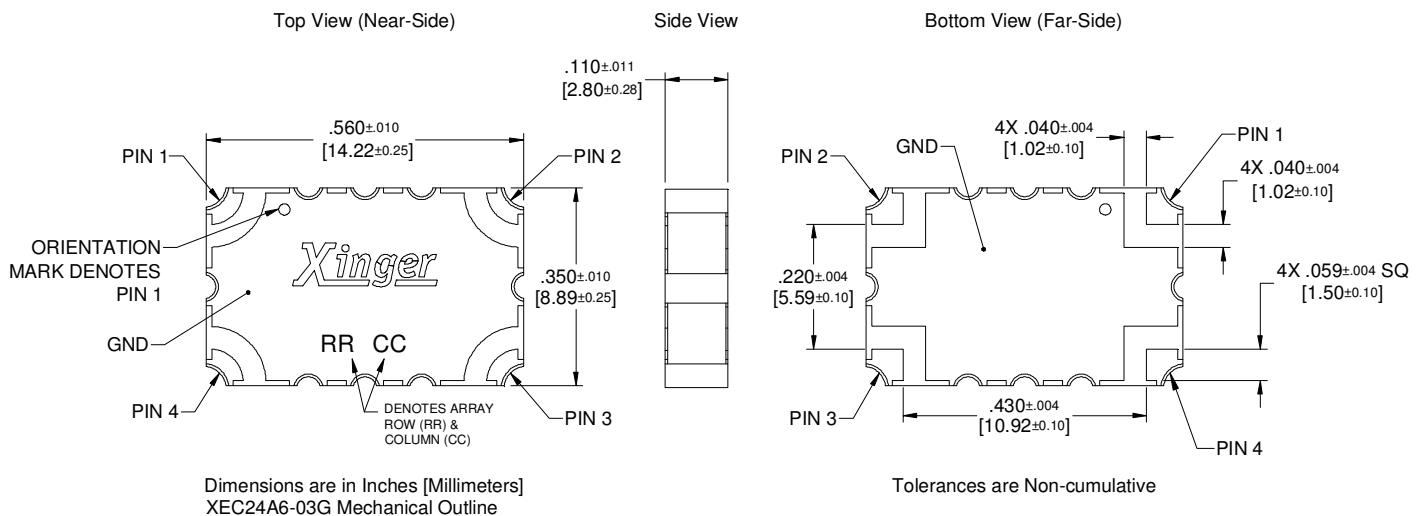 Top View (Near-Side)
Side View
Bottom View (Far-Side)
.110±.011
[2.80±0.28]
.560±.010
[14.22±0.25]
PIN 1
PIN 2
ORIENTATION
MARK DENOTES
PIN 1
GND
Xinger
.350±.010
[8.89±0.25]
RR CC
PIN 4
PIN 3
DENOTES ARRAY
ROW (RR) &
COLUMN (CC)
4X .040±.004
[1.02±0.10]
PIN 1
PIN 2
GND
4X .040±.004
[1.02±0.10]
.220±.004
[5.59±0.10]
4X .059±.004 SQ
[1.50±0.10]
PIN 3
.430±.004
[10.92±0.10]
PIN 4
Dimensions are in Inches [Millimeters]
XEC24A6-03G Mechanical Outline
Tolerances are Non-cumulative